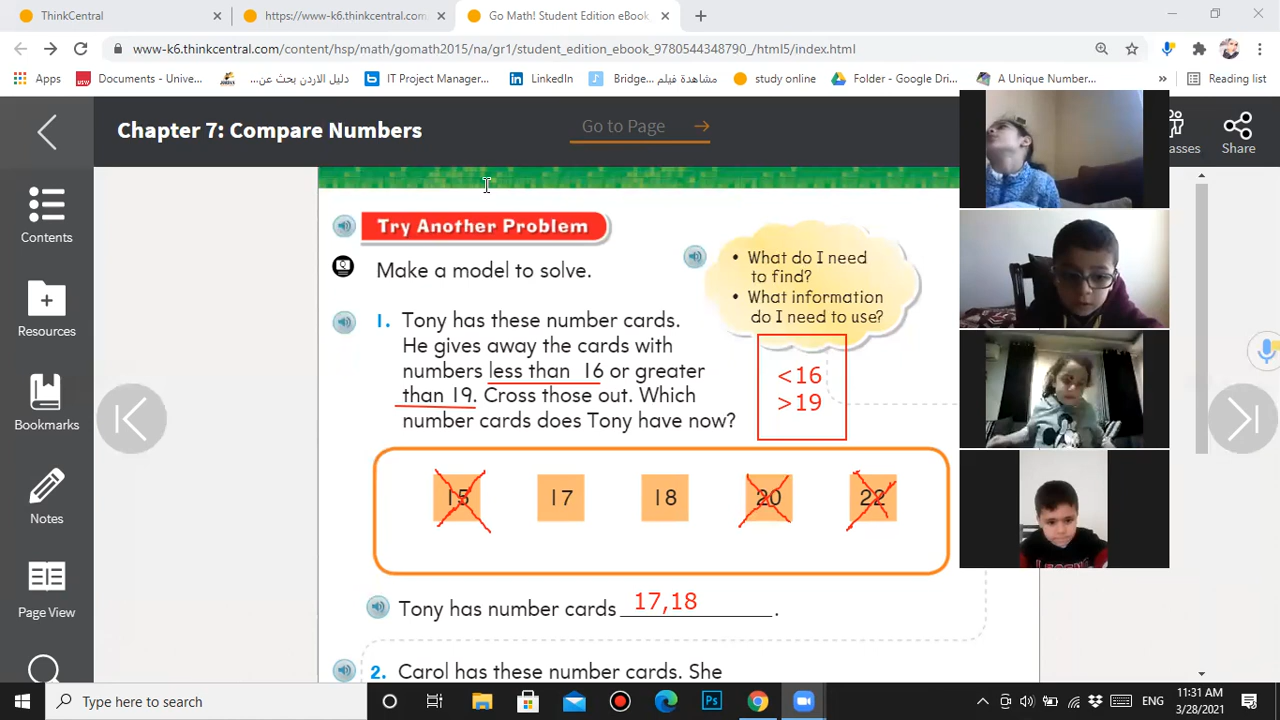 ThinkCentral
https://www-k6.thinkcentral.com
Go Math! Student Edition eBook
www-k6.thinkcentral.com/content/hsp/math/gomath2015/na/gr1/student_edition_ebook_9780544348790_/html5/index.html
Apps
Documents - Unive...
دليل الاردن بحث عن...
IT Project Manager...
LinkedIn
Bridge... فيلم مشاهدة
studyonline
Folder - Google Dri...
A Unique Number...
»
Reading list
Chapter 7: Compare Numbers
Go to Page
asses
Share
Contents
Resources
Bookmarks
Notes
Page View
Try Another Problem
Make a model to solve.
• What do I need
to find?
• What information
do I need to use?
1. Tony has these number cards.
He gives away the cards with
numbers less than 16 or greater
than 19. Cross those out. Which
number cards does Tony have now?
<16
>19
15 17 18 20 22
Tony has number cards 17,18.
2. Carol has these number cards. She
Type here to search
ENG
11:31 AM
3/28/2021